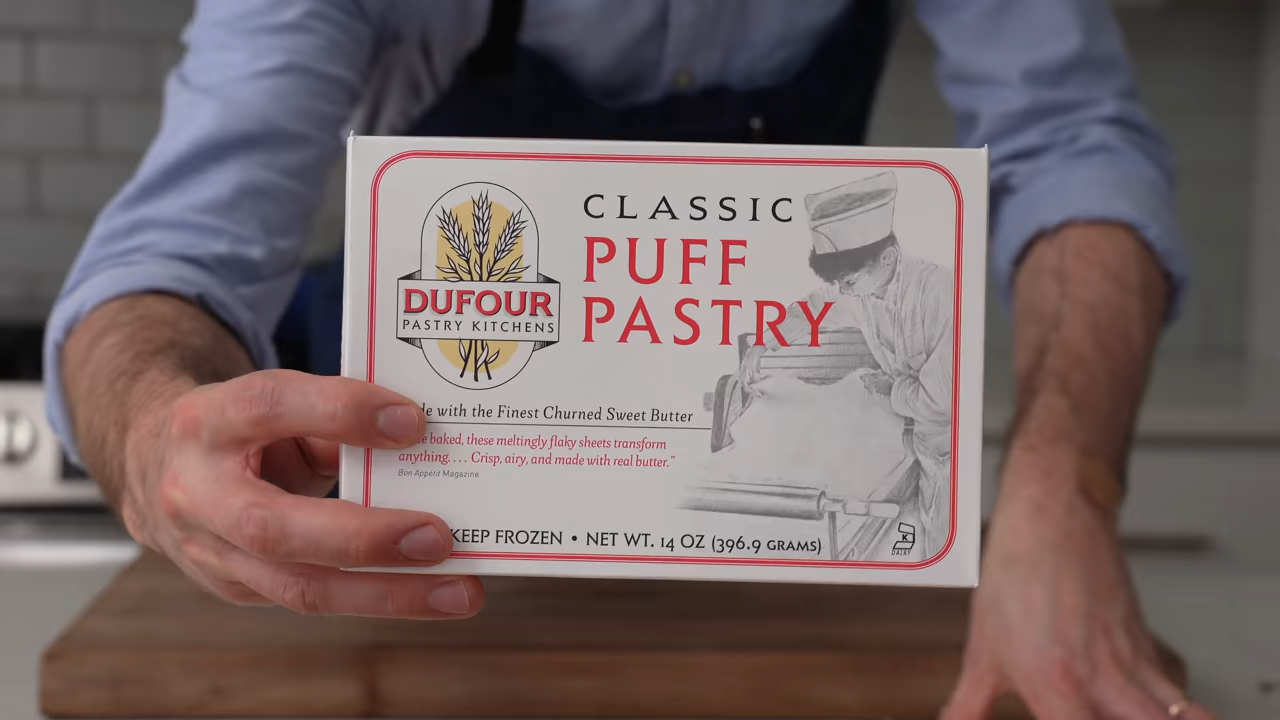 CLASSIC
PUFF
PASTRY
DUFOUR
PASTRY KITCHENS
with the Finest Churned Sweet Butter
baked, these meltingly flaky sheets transform
anything. . . . Crisp, airy, and made with real butter.”
Bon Appétit Magazine
KEEP FROZEN • NET WT. 14 OZ (396.9 GRAMS)
K
DAIRY